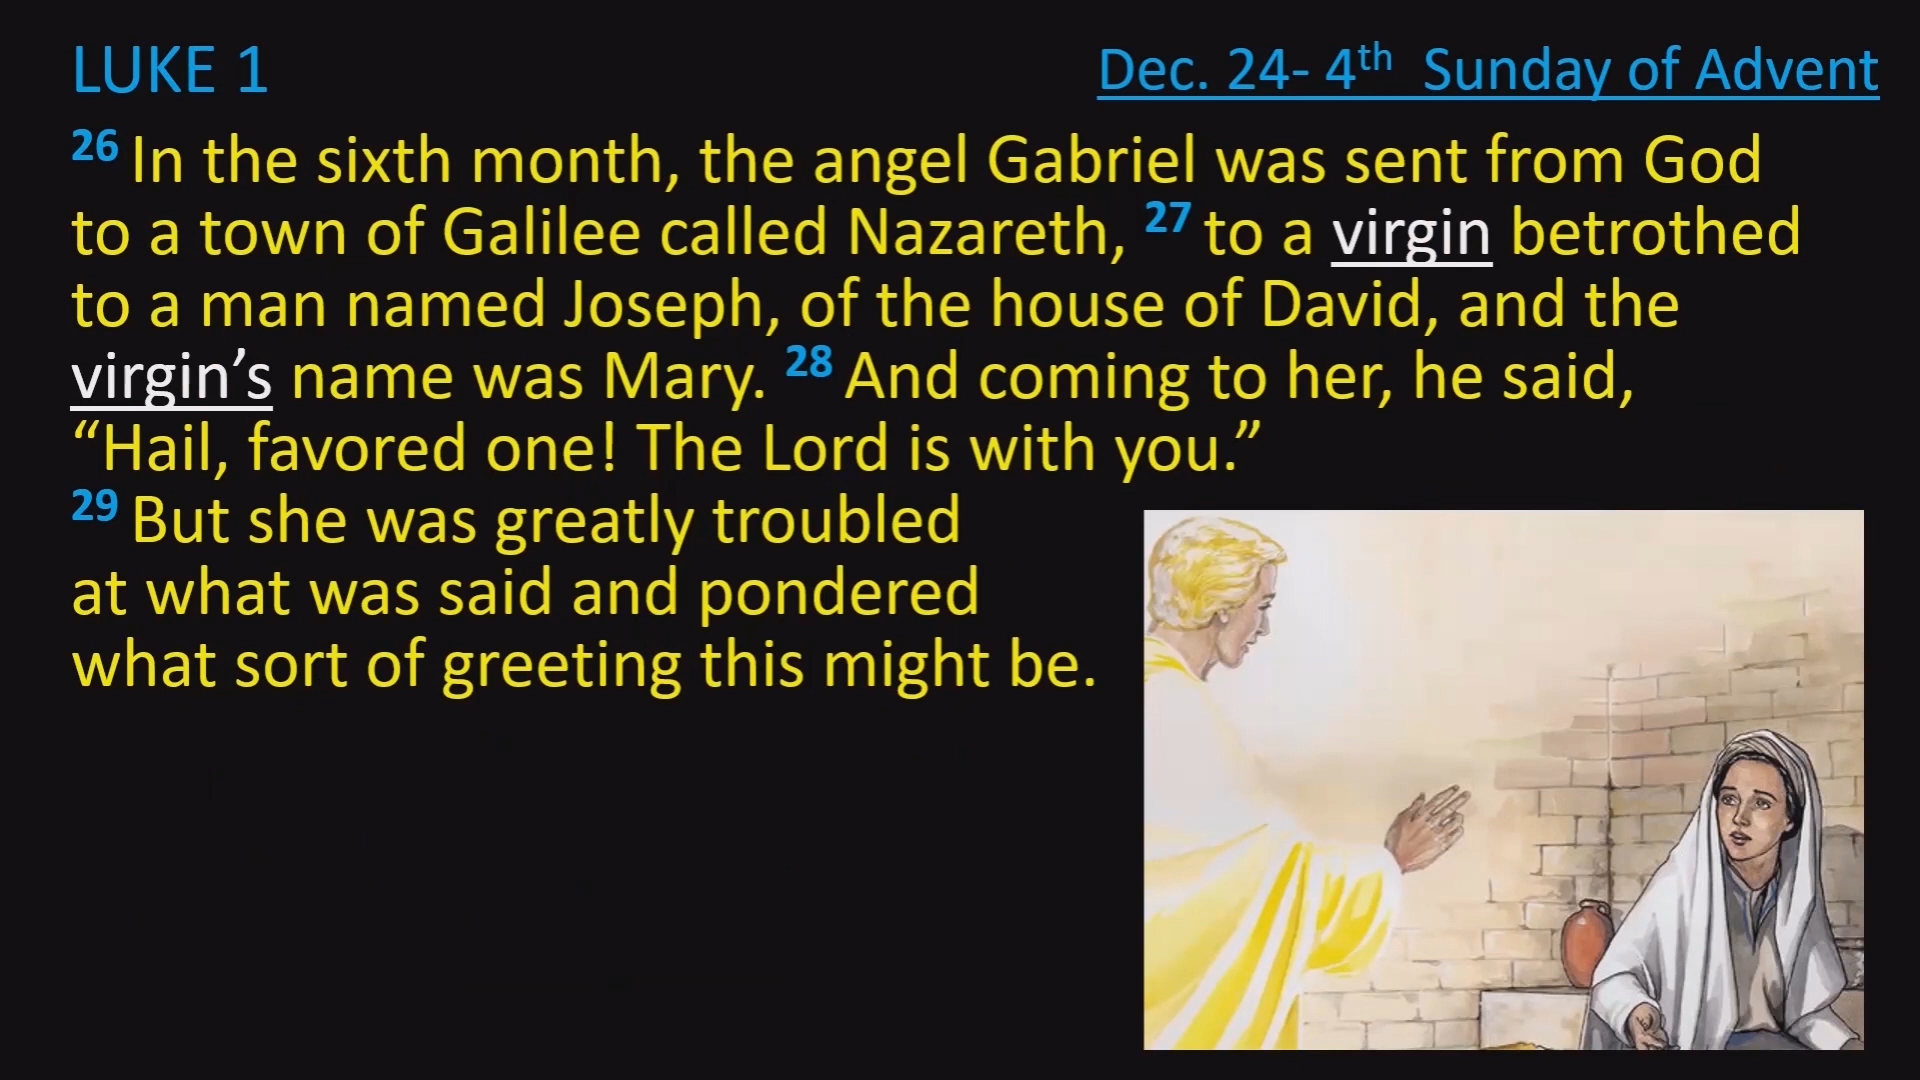 LUKE 1
Dec. 24- 4th Sunday of Advent
26 In the sixth month, the angel Gabriel was sent from God
to a town of Galilee called Nazareth, 27 to a virgin betrothed
to a man named Joseph, of the house of David, and the
virgin’s name was Mary. 28 And coming to her, he said,
“Hail, favored one! The Lord is with you.”
29 But she was greatly troubled
at what was said and pondered
what sort of greeting this might be.